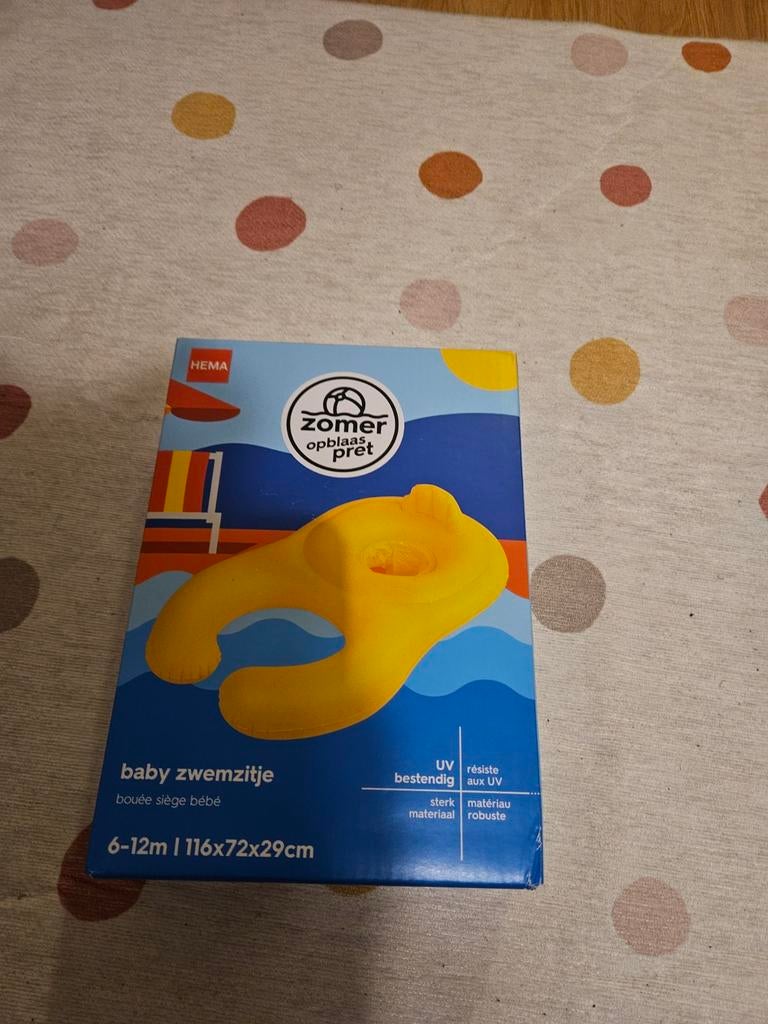 HEMA
zomer
opblaas
pret
baby zwemzitje
bouée siège bébé
6-12m | 116x72x29cm
UV
bestendig
résiste
aux UV
sterk
materiaal
matériau
robuste